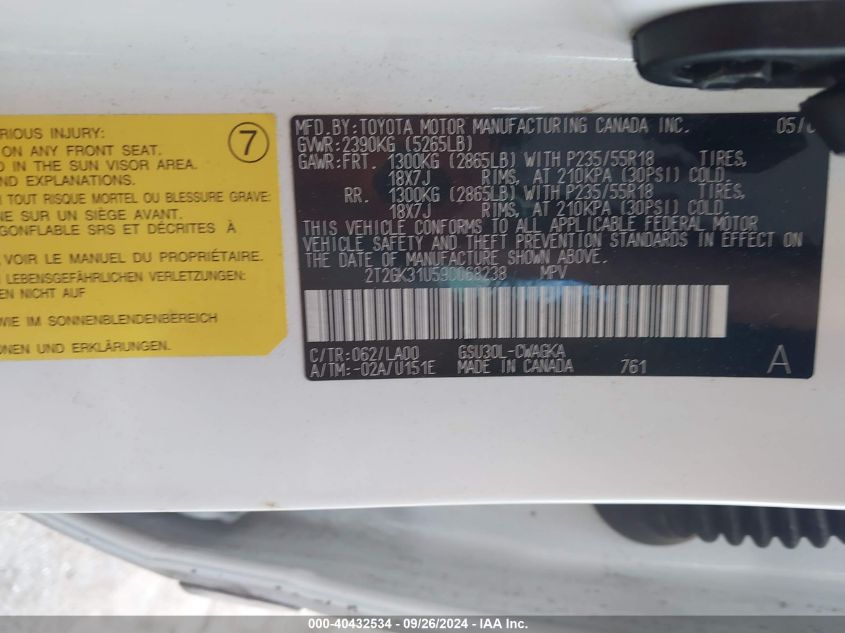 RIOUS INJURY:
ON ANY FRONT SEAT.
D IN THE SUN VISOR AREA.
ND EXPLANATIONS.
7
TOUT RISQUE MORTEL OU BLESSURE GRAVE:
NE SUR UN SIÈGE AVANT.
GONFLABLE SRS ET DÉCRITES À
VOIR LE MANUEL DU PROPRIÉTAIRE.
N LEBENSGEFÄHRLICHEN VERLETZUNGEN:
EN NICHT AUF
WIE IM SONNENBLENDENBEREICH
ONEN UND ERKLÄRUNGEN.
MFD.BY:TOYOTA MOTOR MANUFACTURING CANADA INC. 05/
GVWR:2390KG (5265LB)
GAWR:FRT. 1300KG (2865LB) WITH P235/55R18 TIRES,
18X7J RIMS, AT 210KPA (30PSI) COLD.
RR. 1300KG (2865LB) WITH P235/55R18 TIRES,
18X7J RIMS, AT 210KPA (30PSI) COLD.
THIS VEHICLE CONFORMS TO ALL APPLICABLE FEDERAL MOTOR
VEHICLE SAFETY AND THEFT PREVENTION STANDARDS IN EFFECT ON
THE DATE OF MANUFACTURE SHOWN ABOVE.
2T2GK31U59C068238 MPV
C/TR:062/LA00 GSU30L-CWAGKA
A/TM:-02A/U151E MADE IN CANADA 761 A
000-40432534 - 09/26/2024 - IAA Inc.